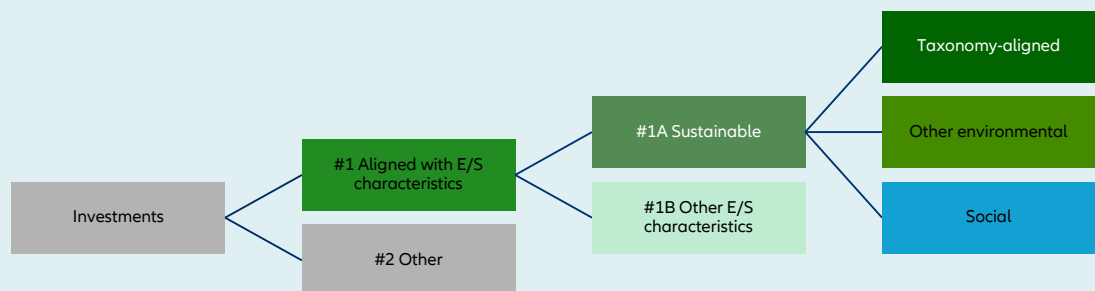 Investments
#1 Aligned with E/S
characteristics
#2 Other
#1A Sustainable
#1B Other E/S
characteristics
Taxonomy-aligned
Other environmental
Social